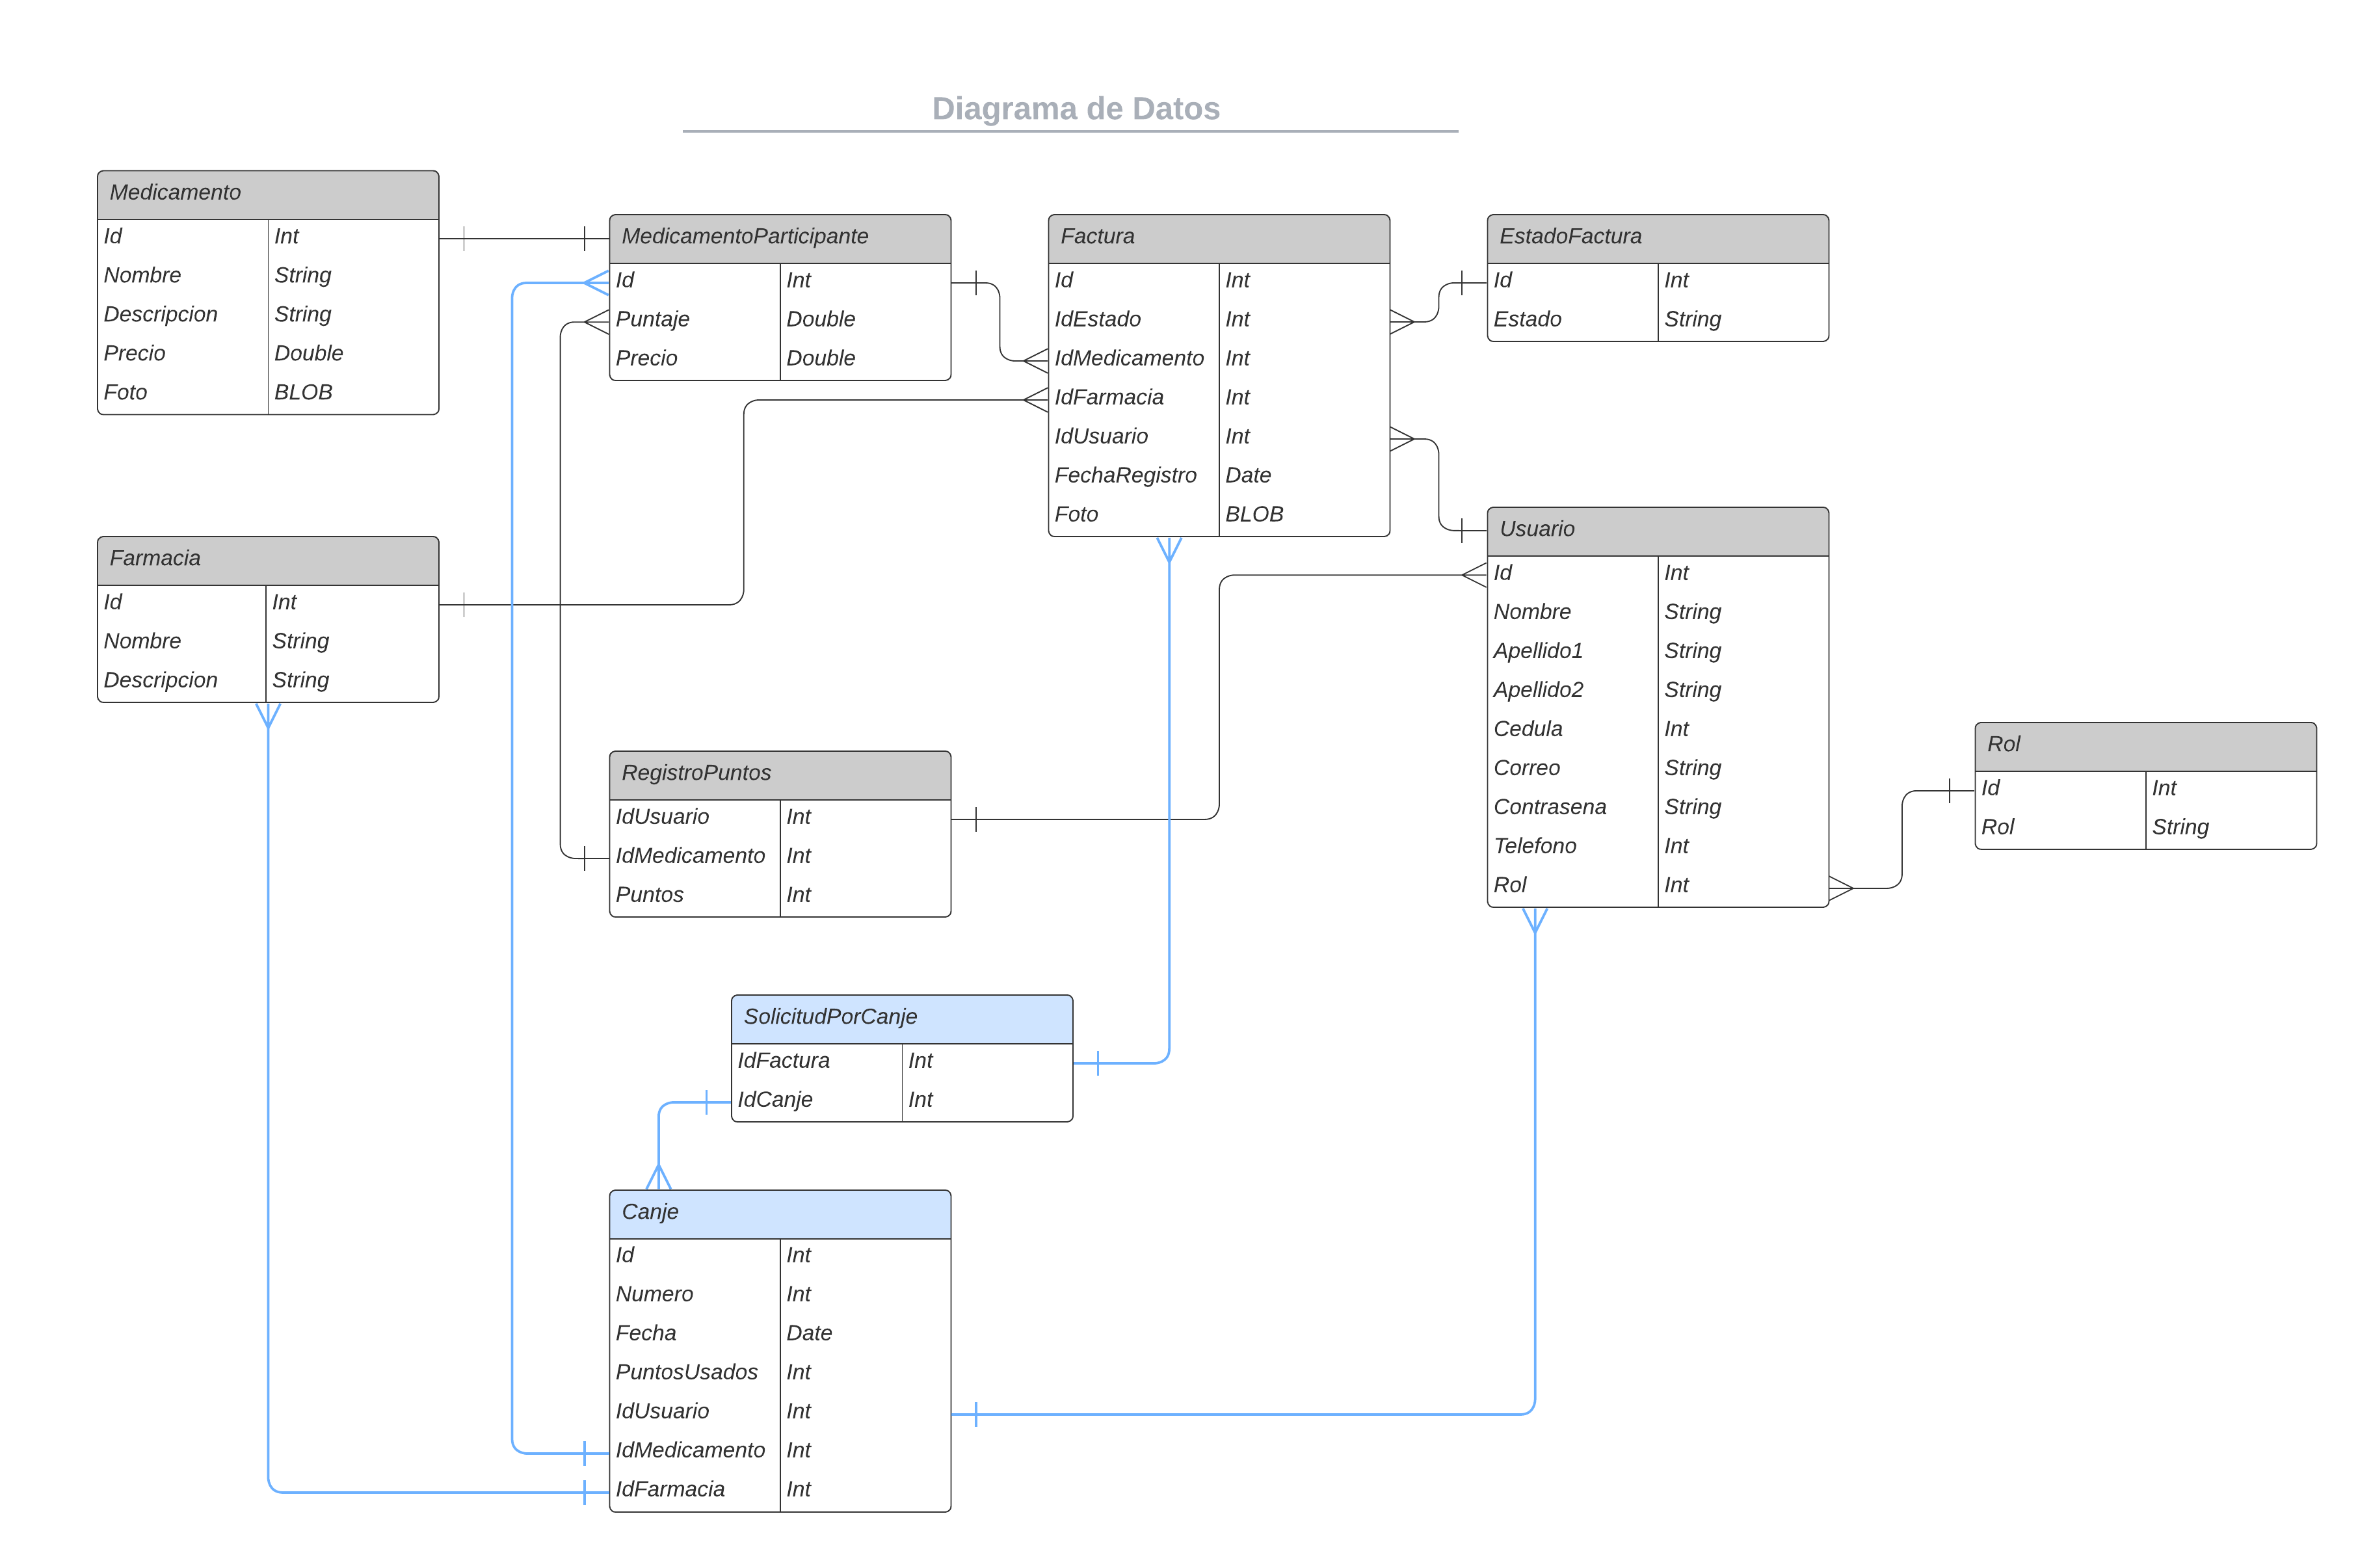 Diagrama de Datos
Medicamento
Id Int
Nombre String
Descripcion String
Precio Double
Foto BLOB
MedicamentoParticipante
Id Int
Puntaje Double
Precio Double
Factura
Id Int
IdEstado Int
IdMedicamento Int
IdFarmacia Int
IdUsuario Int
FechaRegistro Date
Foto BLOB
EstadoFactura
Id Int
Estado String
Farmacia
Id Int
Nombre String
Descripcion String
Usuario
Id Int
Nombre String
Apellido1 String
Apellido2 String
Cedula Int
Correo String
Contrasena String
Telefono Int
Rol Int
Rol
Id Int
Rol String
RegistroPuntos
IdUsuario Int
IdMedicamento Int
Puntos Int
SolicitudPorCanje
IdFactura Int
IdCanje Int
Canje
Id Int
Numero Int
Fecha Date
PuntosUsados Int
IdUsuario Int
IdMedicamento Int
IdFarmacia Int